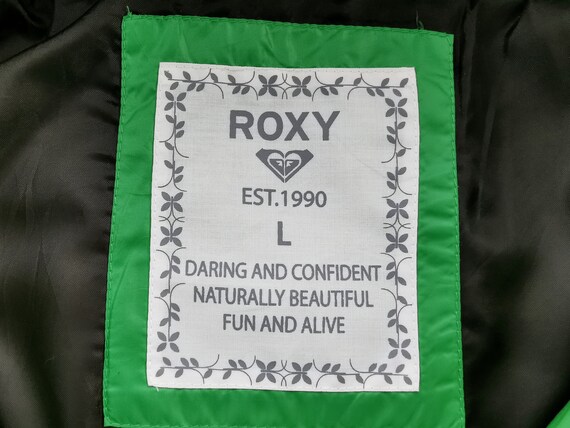 ROXY
EST.1990
L
DARING AND CONFIDENT
NATURALLY BEAUTIFUL
FUN AND ALIVE